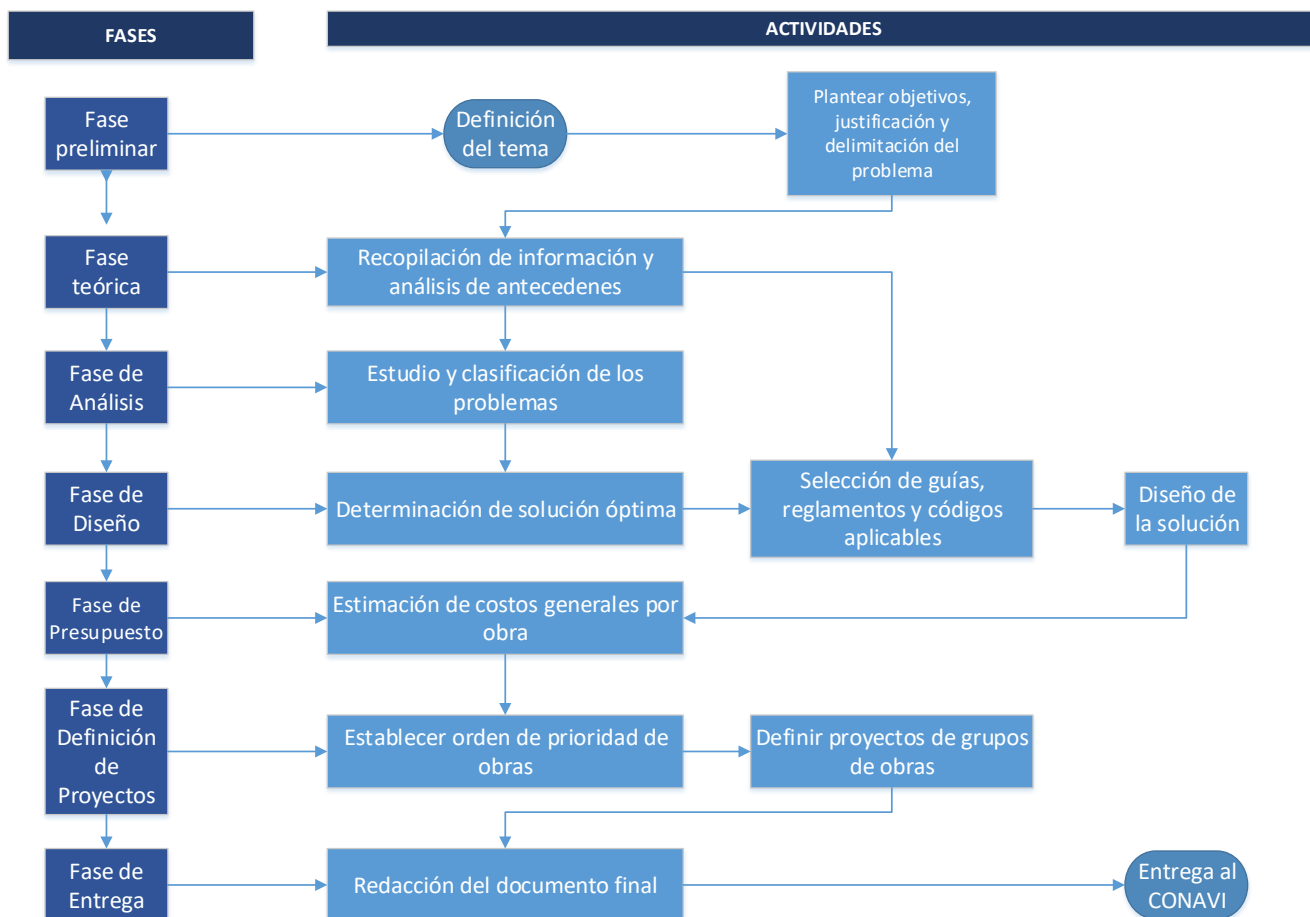 FASES
ACTIVIDADES
Fase
preliminar
Definición
del tema
Plantear objetivos,
justificación y
delimitación del
problema
Fase
teórica
Recopilación de información y
análisis de antecedenes
Fase de
Análisis
Estudio y clasificación de los
problemas
Fase de
Diseño
Determinación de solución óptima
Selección de guías,
reglamentos y códigos
aplicables
Diseño de
la solución
Fase de
Presupuesto
Estimación de costos generales por
obra
Fase de
Definición
de
Proyectos
Establecer orden de prioridad de
obras
Definir proyectos de grupos
de obras
Fase de
Entrega
Redacción del documento final
Entrega al
CONAVI